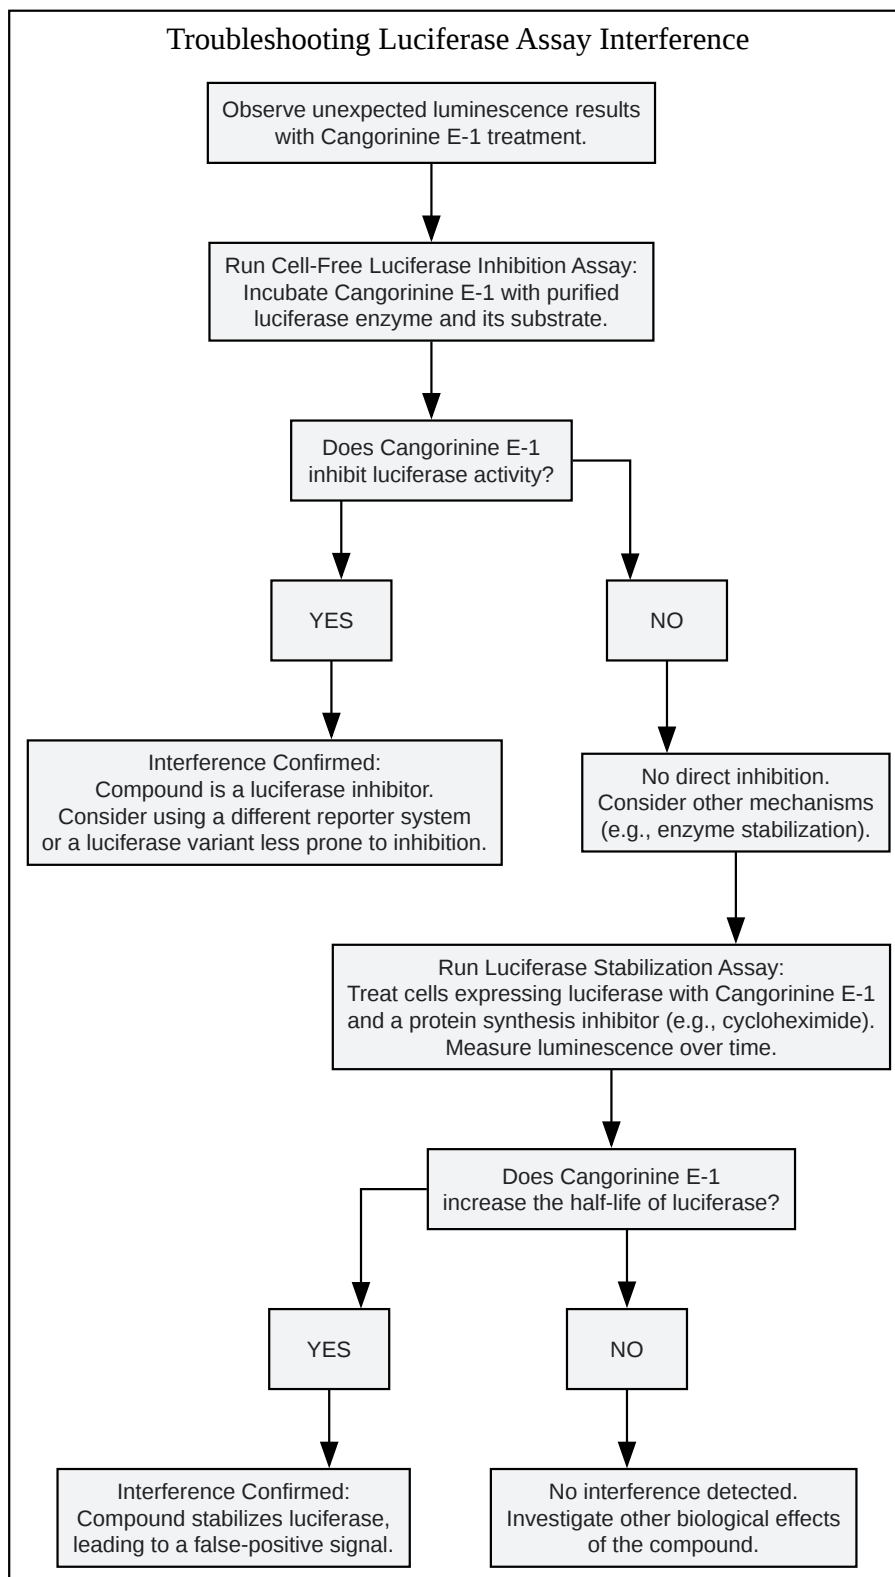 Troubleshooting Luciferase Assay Interference
Observe unexpected luminescence results
with Cangorinine E-1 treatment.
Run Cell-Free Luciferase Inhibition Assay:
Incubate Cangorinine E-1 with purified
luciferase enzyme and its substrate.
Does Cangorinine E-1
inhibit luciferase activity?
YES
NO
Interference Confirmed:
Compound is a luciferase inhibitor.
Consider using a different reporter system
or a luciferase variant less prone to inhibition.
No direct inhibition.
Consider other mechanisms
(e.g., enzyme stabilization).
Run Luciferase Stabilization Assay:
Treat cells expressing luciferase with Cangorinine E-1
and a protein synthesis inhibitor (e.g., cycloheximide).
Measure luminescence over time.
Does Cangorinine E-1
increase the half-life of luciferase?
YES
NO
Interference Confirmed:
Compound stabilizes luciferase,
leading to a false-positive signal.
No interference detected.
Investigate other biological effects
of the compound.